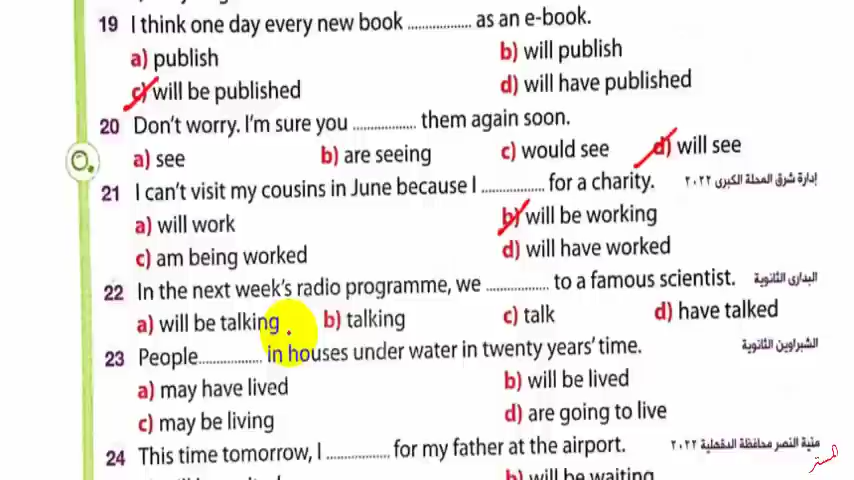 19 I think one day every new book ............... as an e-book.
a) publish b) will publish
c) will be published d) will have published
20 Don't worry. I'm sure you ............... them again soon.
a) see b) are seeing c) would see d) will see
21 I can't visit my cousins in June because I ............... for a charity. إدارة شرق المحلة الكبرى ٢٠٢٢
a) will work b) will be working
c) am being worked d) will have worked
O.
22 In the next week's radio programme, we ............... to a famous scientist. البدارى الثانوية
a) will be talking b) talking c) talk d) have talked
23 People ............... in houses under water in twenty years' time. الشبراوين الثانوية
a) may have lived b) will be lived
c) may be living d) are going to live
24 This time tomorrow, I ............... for my father at the airport. منية النصر محافظة الدقهلية ٢٠٢٢
b) will be waiting